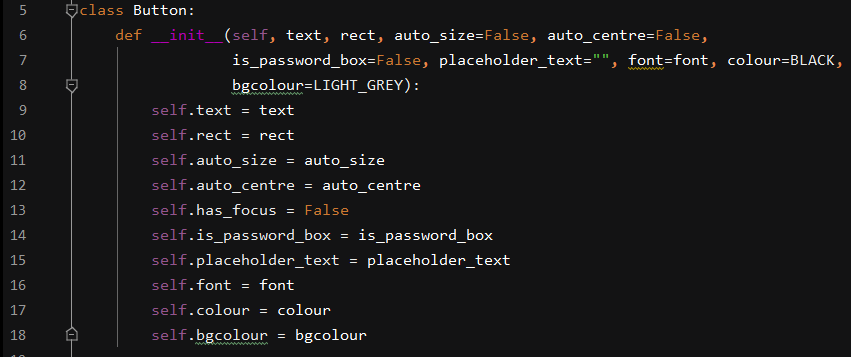 5 class Button:
6     def __init__(self, text, rect, auto_size=False, auto_centre=False,
7                  is_password_box=False, placeholder_text="", font=font, colour=BLACK,
8                  bgcolour=LIGHT_GREY):
9         self.text = text
10         self.rect = rect
11         self.auto_size = auto_size
12         self.auto_centre = auto_centre
13         self.has_focus = False
14         self.is_password_box = is_password_box
15         self.placeholder_text = placeholder_text
16         self.font = font
17         self.colour = colour
18         self.bgcolour = bgcolour